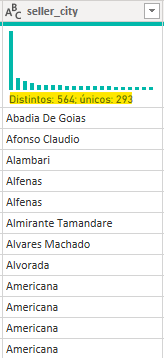 ABC seller_city
Distintos: 564; únicos: 293
Abadia De Goias
Afonso Claudio
Alambari
Alfenas
Alfenas
Almirante Tamandare
Alvares Machado
Alvorada
Americana
Americana
Americana
Americana